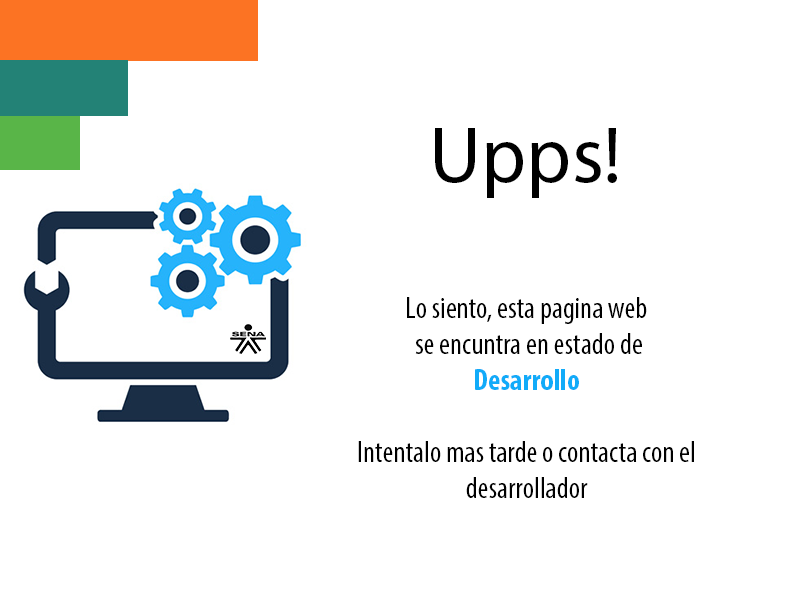 Upps!
SENA
Lo siento, esta pagina web
se encuntra en estado de
Desarrollo
Intentalo mas tarde o contacta con el
desarrollador